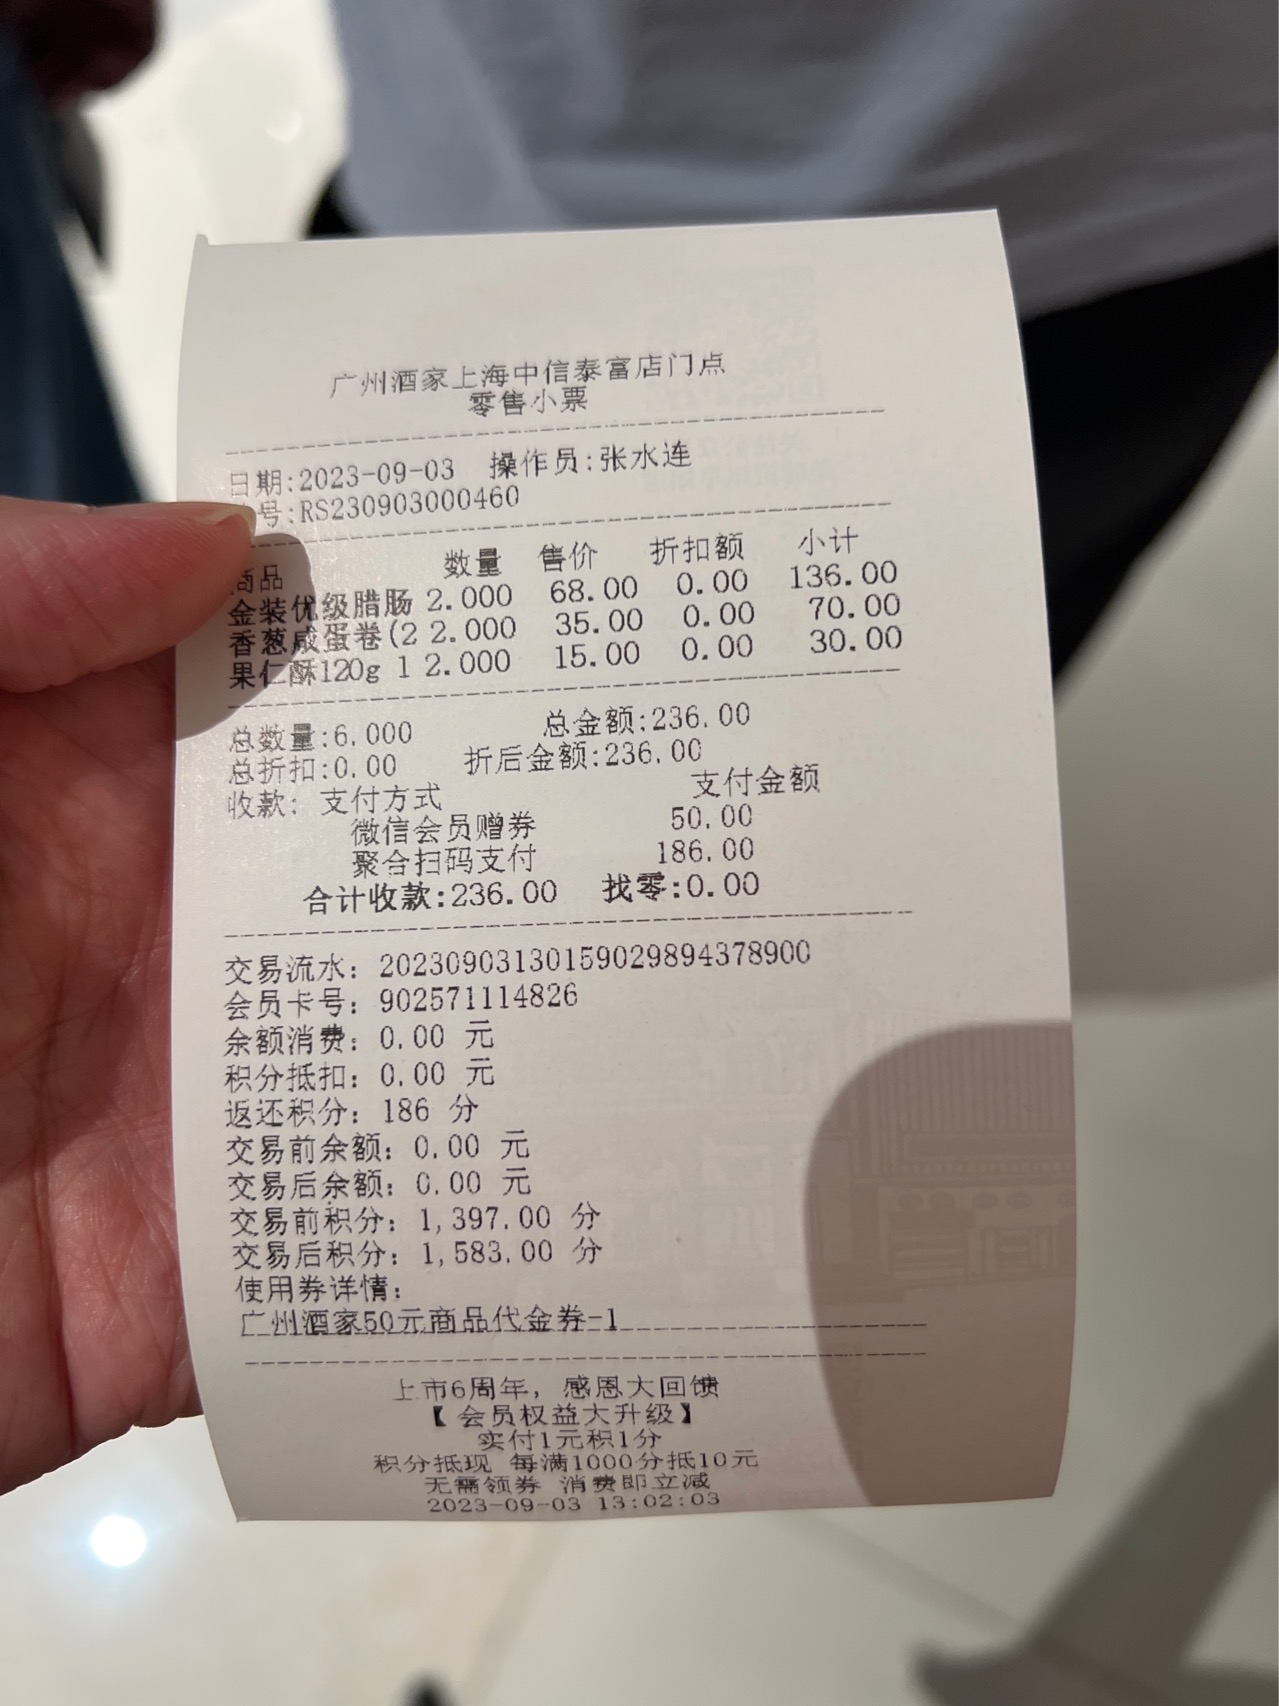 广州酒家上海中信泰富店门点
零售小票
日期:2023-09-03 操作员:张水连
号:RS230903000460
商品 数量 售价 折扣额 小计
金装优级腊肠 2.000 68.00 0.00 136.00
香葱咸蛋卷(2 2.000 35.00 0.00 70.00
果仁酥120g 1 2.000 15.00 0.00 30.00
总数量:6.000 总金额:236.00
总折扣:0.00 折后金额:236.00
收款: 支付方式 支付金额
微信会员赠券 50.00
聚合扫码支付 186.00
合计收款:236.00 找零:0.00
交易流水: 2023090313015902989437890​0
会员卡号: 902571114826
余额消费: 0.00 元
积分抵扣: 0.00 元
返还积分: 186 分
交易前余额: 0.00 元
交易后余额: 0.00 元
交易前积分: 1,397.00 分
交易后积分: 1,583.00 分
使用券详情:
广州酒家50元商品代金券-1
上市6周年，感恩大回馈
【会员权益大升级】
实付1元积1分
积分抵现 每满1000分抵10元
无需领券 消费即立减
2023-09-03 13:02:03